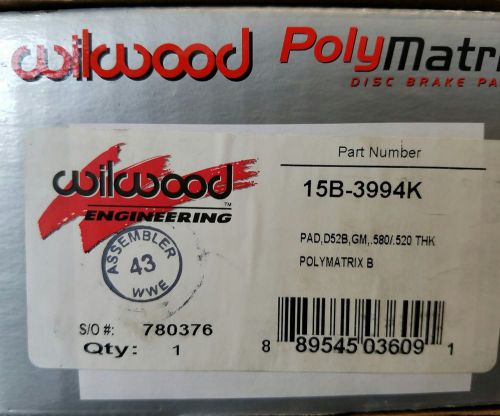 wilwood PolyMatri
DISC BRAKE PA
wilwood™
ENGINEERING
Part Number
15B-3994K
PAD,D52B,GM,.580/.520 THK
POLYMATRIX B
ASSEMBLER
43
WWE
S/O #: 780376
Qty: 1
8 89545 03609 1